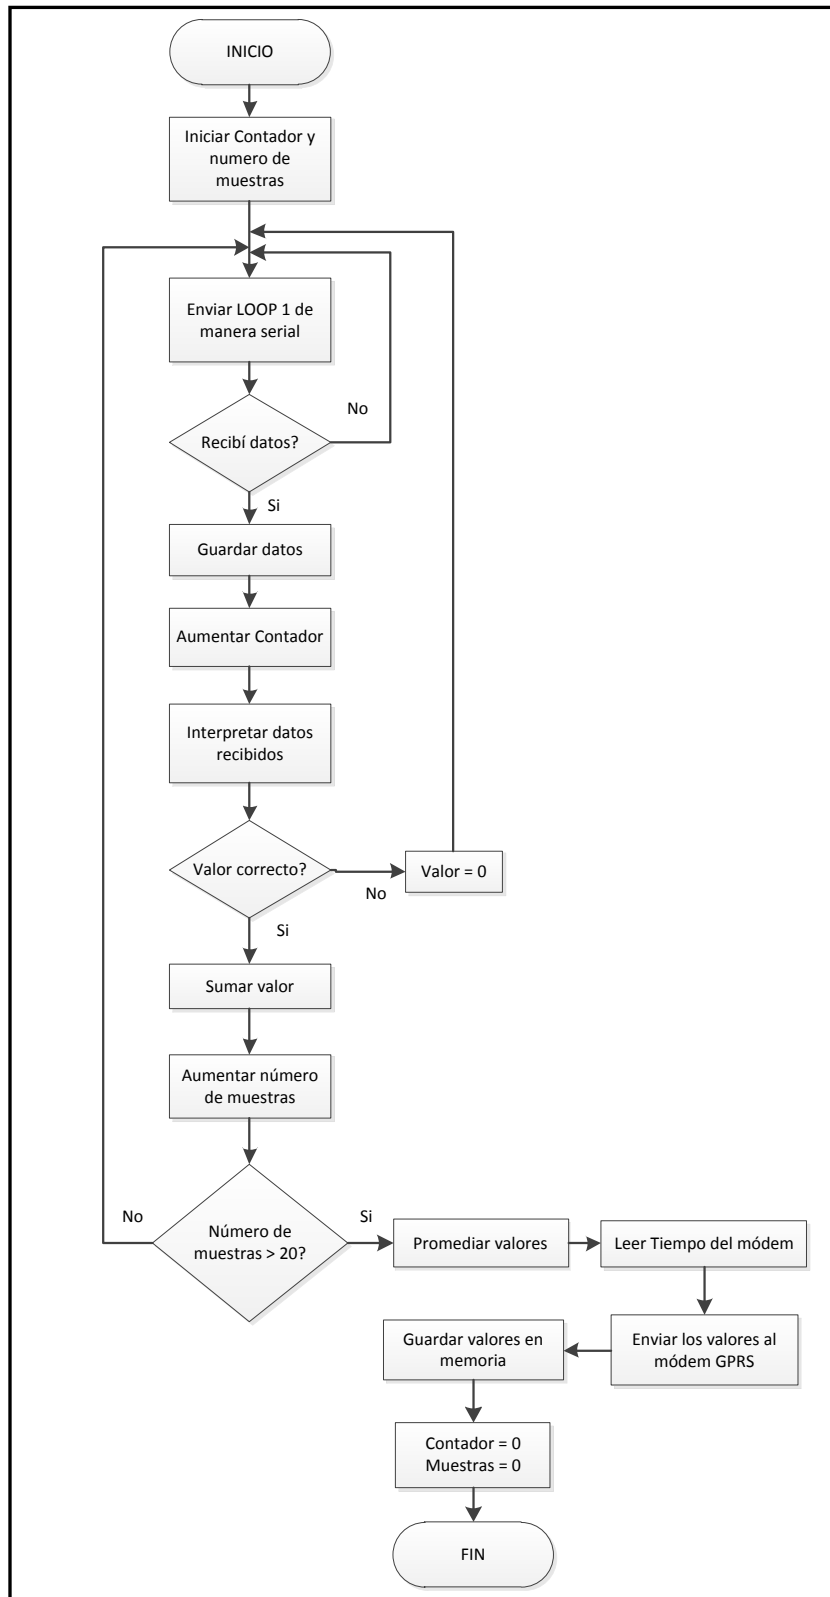 INICIO
Iniciar Contador y
numero de
muestras
Enviar LOOP 1 de
manera serial
No
Recibí datos?
Si
Guardar datos
Aumentar Contador
Interpretar datos
recibidos
Valor correcto?
No
Valor = 0
Si
Sumar valor
Aumentar número
de muestras
No
Número de
muestras > 20?
Si
Promediar valores
Leer Tiempo del módem
Enviar los valores al
módem GPRS
Guardar valores en
memoria
Contador = 0
Muestras = 0
FIN